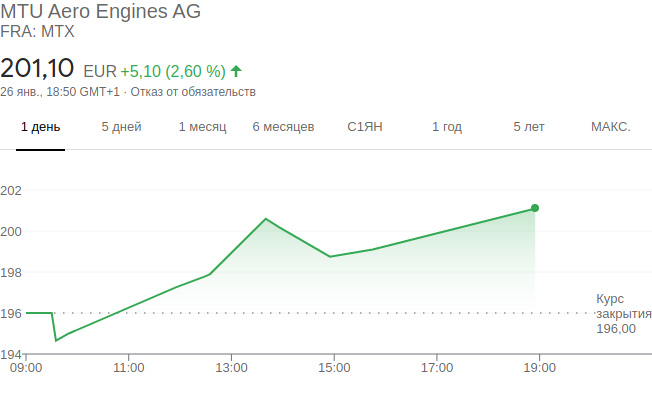 MTU Aero Engines AG
FRA: MTX
201,10 EUR +5,10 (2,60 %)
26 янв., 18:50 GMT+1 · Отказ от обязательств
1 день 5 дней 1 месяц 6 месяцев С1ЯН 1 год 5 лет МАКС.
202
200
198
196
194
Курс
закрытия
196,00
09:00 11:00 13:00 15:00 17:00 19:00